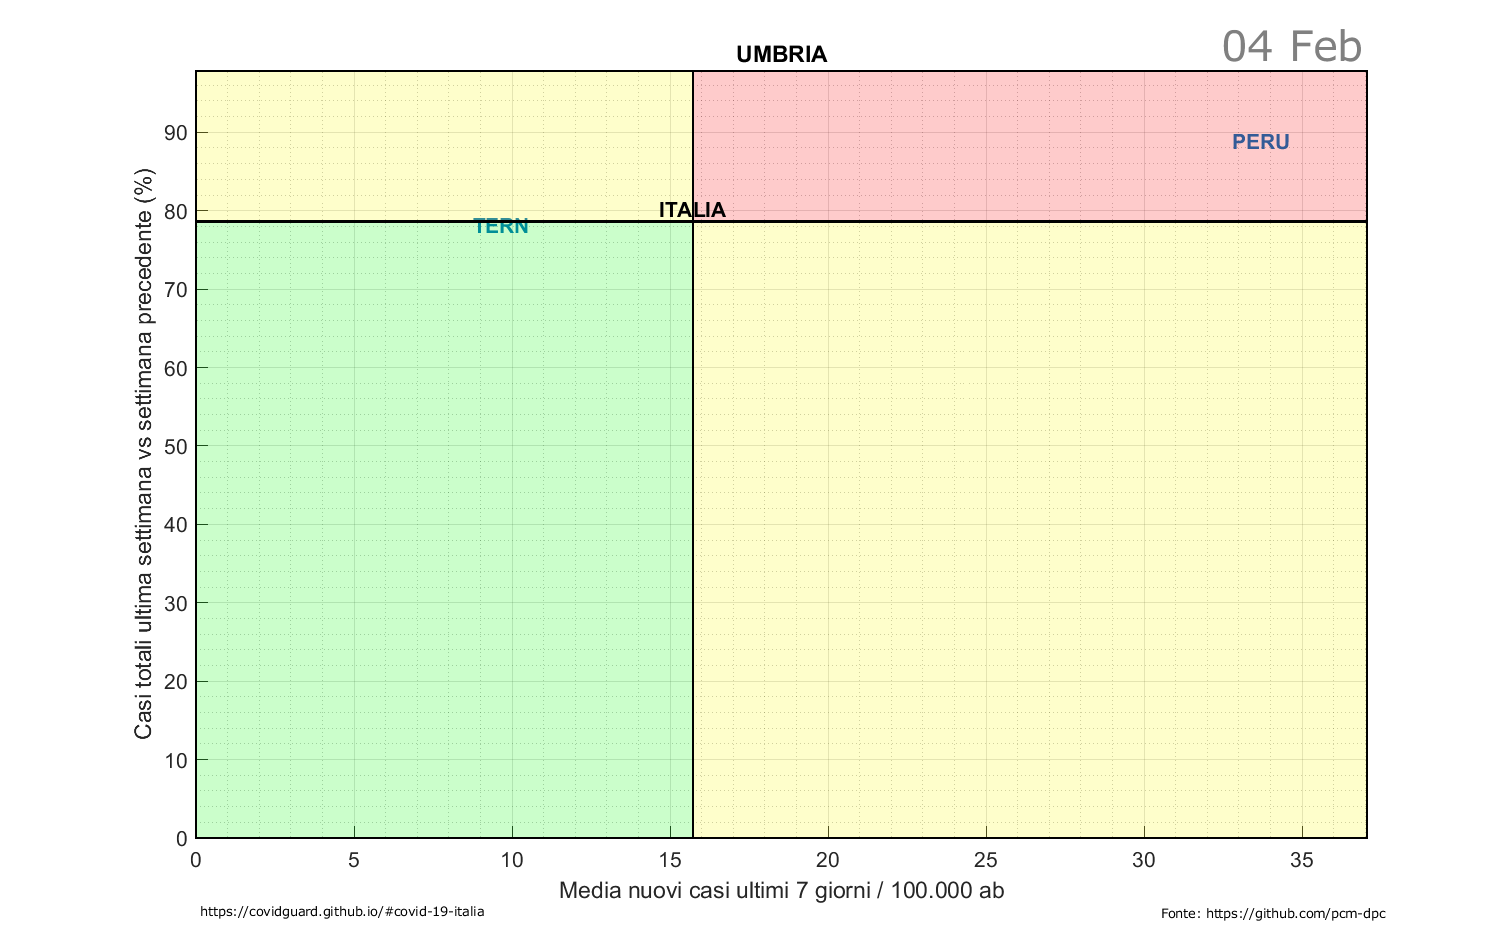 04 Feb
UMBRIA
90
PERU
80
ITALIA
TERN
70
60
50
40
30
20
10
0
Casi totali ultima settimana vs settimana precedente (%)
0 5 10 15 20 25 30 35
Media nuovi casi ultimi 7 giorni / 100.000 ab
https://covidguard.github.io/#covid-19-italia
Fonte: https://github.com/pcm-dpc